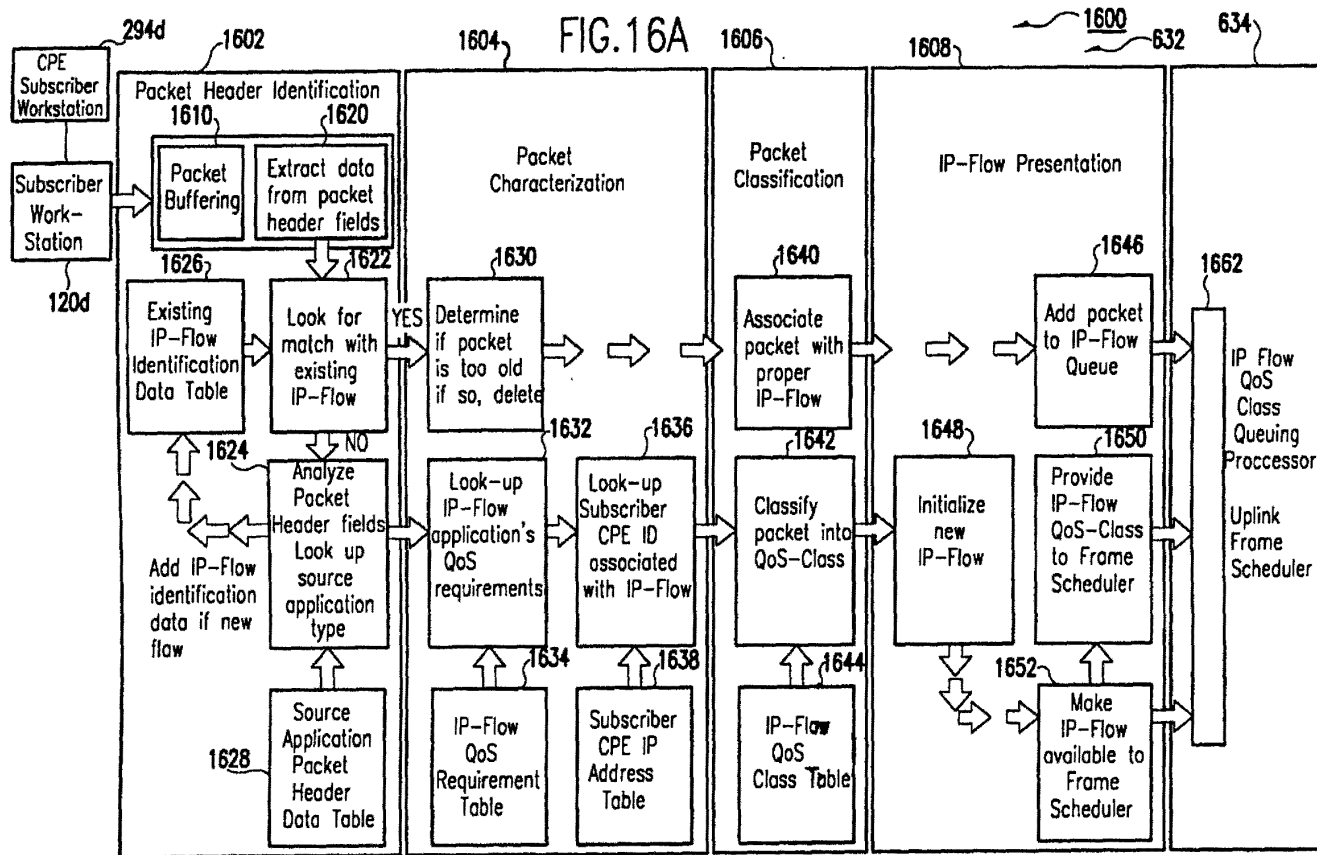 FIG.16A
1600
632
634
294d
1602
1604
1606
1608
CPE
Subscriber
Workstation
Subscriber
Work-
Station
120d
Packet Header Identification
1610
1620
Packet
Buffering
Extract data
from packet
header fields
1626
1622
Existing
IP-Flow
Identification
Data Table
Look for
match with
existing
IP-Flow
YES
NO
1624
Analyze
Packet
Header fields
Look up
source
application
type
Add IP-Flow
identification
data if new
flaw
1628
Source
Application
Packet
Header
Data Table
Packet
Characterization
1630
Determine
if packet
is too old
if so, delete
1632
1636
Look-up
IP-Flow
application's
QoS
requirements
Look-up
Subscriber
CPE ID
associated
with IP-Flow
1634
1638
IP-Flow
QoS
Requirement
Table
Subscriber
CPE IP
Address
Table
Packet
Classification
1640
Associate
packet with
proper
IP-Flow
1642
Classify
packet into
QoS-Class
1644
IP-Flow
QoS
Class Table
IP-Flow Presentation
1646
Add packet
to IP-Flow
Queue
1648
1650
Initialize
new
IP-Flow
Provide
IP-Flow
QoS-Class
to Frame
Scheduler
1652
Make
IP-Flow
available to
Frame
Scheduler
1662
IP Flow
QoS
Class
Queuing
Proccessor
Uplink
Frame
Scheduler